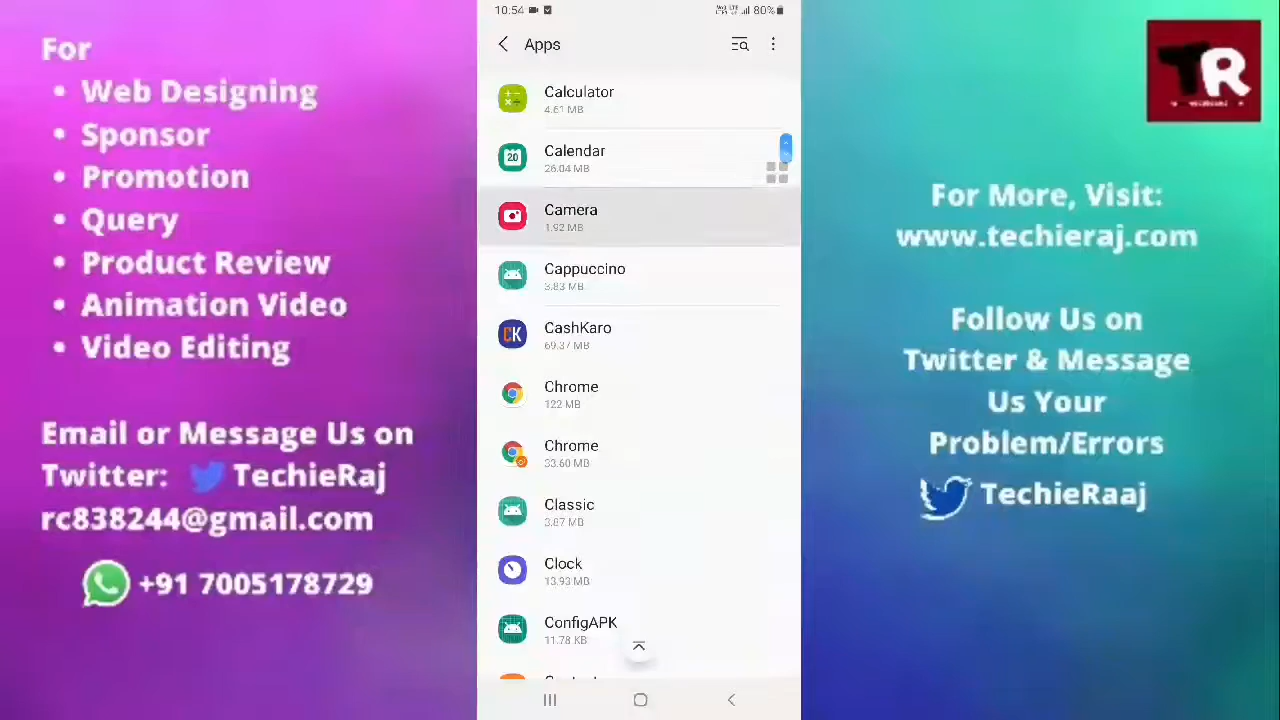 For
• Web Designing
• Sponsor
• Promotion
• Query
• Product Review
• Animation Video
• Video Editing
Email or Message Us on
Twitter: TechieRaj
rc838244@gmail.com
+91 7005178729
10:54
80%
Apps
Calculator
4.61 MB
Calendar
20
26.04 MB
Camera
1.92 MB
Cappuccino
3.83 MB
CashKaro
CK
69.37 MB
Chrome
122 MB
Chrome
33.60 MB
Classic
3.87 MB
Clock
13.93 MB
ConfigAPK
11.78 KB
TR
For More, Visit:
www.techieraj.com
Follow Us on
Twitter & Message
Us Your
Problem/Errors
TechieRaaj